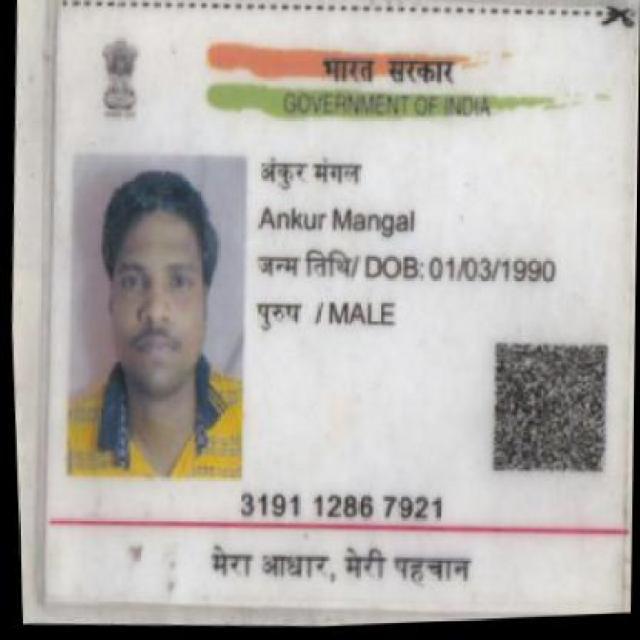 भारत सरकार
GOVERNMENT OF INDIA
अंकुर मंगल
Ankur Mangal
जन्म तिथि/ DOB: 01/03/1990
पुरुष / MALE
3191 1286 7921
मेरा आधार, मेरी पहचान